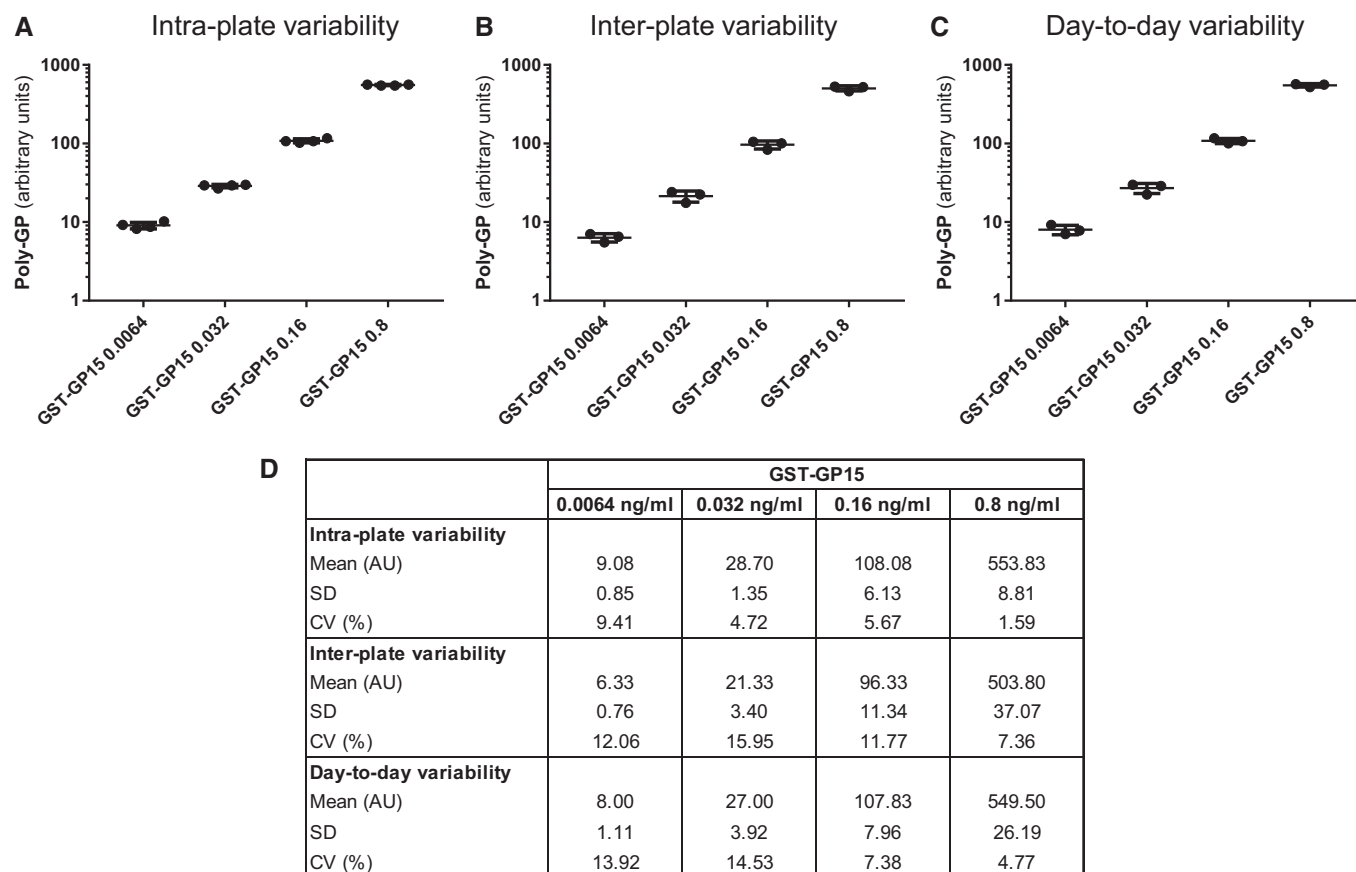 A Intra-plate variability
Poly-GP (arbitrary units)
1000
100
10
1
GST-GP15 0.0064
GST-GP15 0.032
GST-GP15 0.16
GST-GP15 0.8
B Inter-plate variability
Poly-GP (arbitrary units)
1000
100
10
1
GST-GP15 0.0064
GST-GP15 0.032
GST-GP15 0.16
GST-GP15 0.8
C Day-to-day variability
Poly-GP (arbitrary units)
1000
100
10
1
GST-GP15 0.0064
GST-GP15 0.032
GST-GP15 0.16
GST-GP15 0.8
D
GST-GP15
0.0064 ng/ml 0.032 ng/ml 0.16 ng/ml 0.8 ng/ml
Intra-plate variability
Mean (AU) 9.08 28.70 108.08 553.83
SD 0.85 1.35 6.13 8.81
CV (%) 9.41 4.72 5.67 1.59
Inter-plate variability
Mean (AU) 6.33 21.33 96.33 503.80
SD 0.76 3.40 11.34 37.07
CV (%) 12.06 15.95 11.77 7.36
Day-to-day variability
Mean (AU) 8.00 27.00 107.83 549.50
SD 1.11 3.92 7.96 26.19
CV (%) 13.92 14.53 7.38 4.77